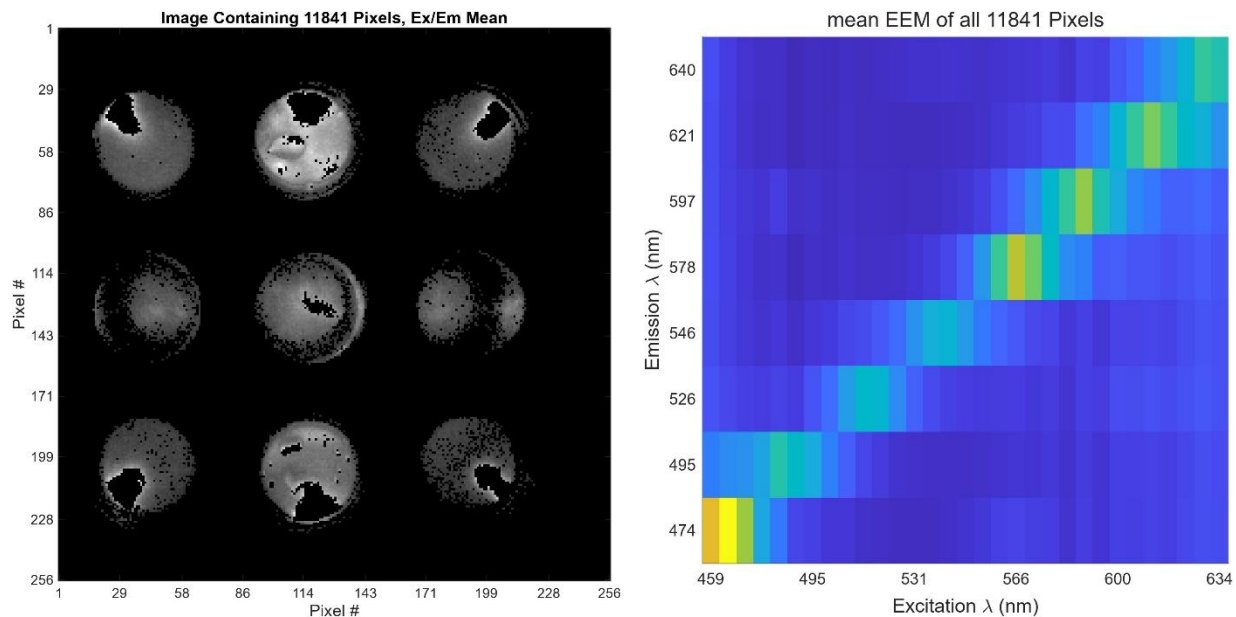 Image Containing 11841 Pixels, Ex/Em Mean
1
29
58
86
114
143
171
199
228
256
Pixel #
1 29 58 86 114 143 171 199 228 256
Pixel #
mean EEM of all 11841 Pixels
640
621
597
578
546
526
495
474
Emission λ (nm)
459 495 531 566 600 634
Excitation λ (nm)